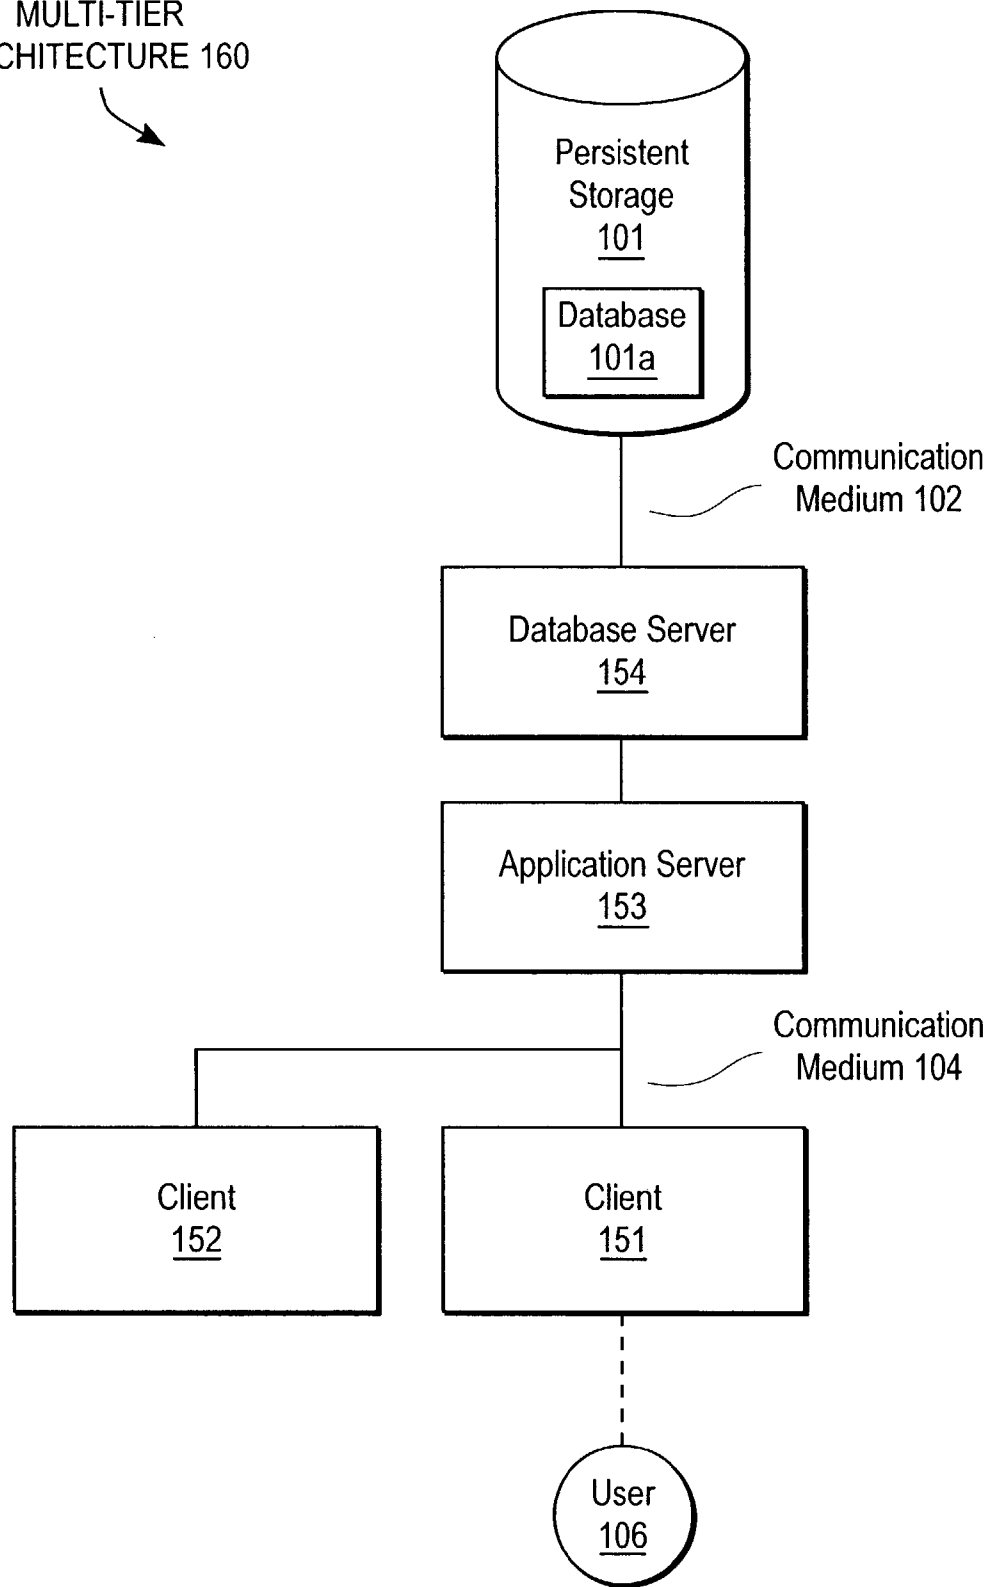 MULTI-TIER
CHITECTURE 160
Persistent
Storage
101
Database
101a
Communication
Medium 102
Database Server
154
Application Server
153
Communication
Medium 104
Client
152
Client
151
User
106